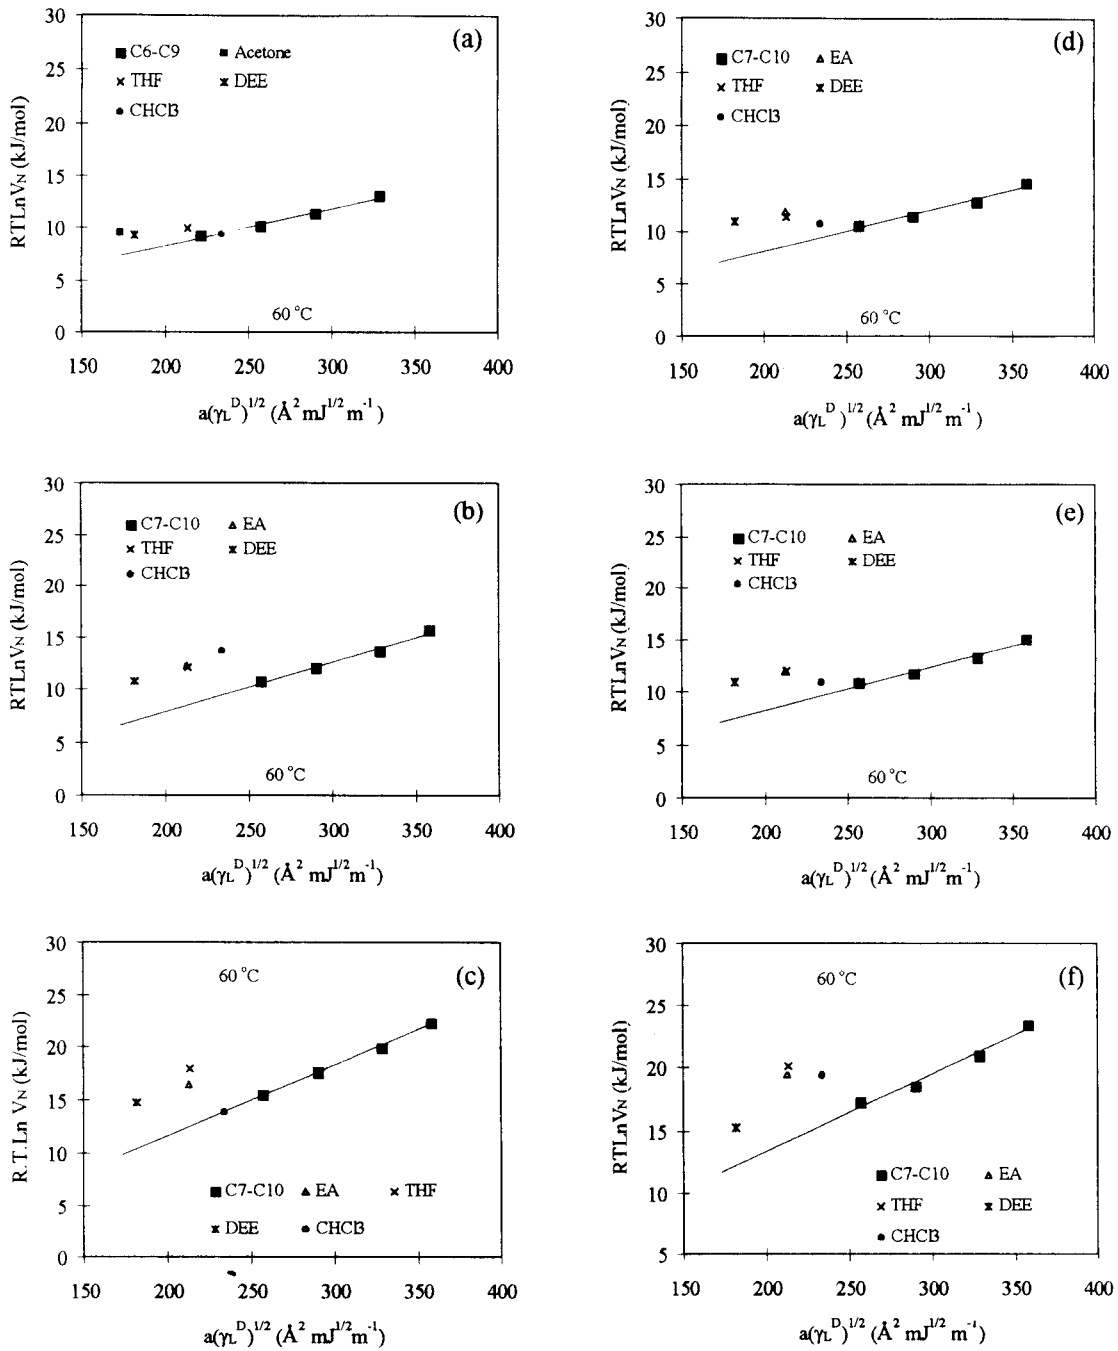 (a)
30
25
20
15
10
5
0
RTLnVN (kJ/mol)
C6-C9 Acetone
THF DEE
CHCl3
60 °C
150 200 250 300 350 400
a(γL^D)^1/2 (Å^2 mJ^1/2 m^-1)
(d)
30
25
20
15
10
5
0
RTLnVN (kJ/mol)
C7-C10 EA
THF DEE
CHCl3
60 °C
150 200 250 300 350 400
a(γL^D)^1/2 (Å^2 mJ^1/2 m^-1)
(b)
30
25
20
15
10
5
0
RTLnVN (kJ/mol)
C7-C10 EA
THF DEE
CHCl3
60 °C
150 200 250 300 350 400
a(γL^D)^1/2 (Å^2 mJ^1/2 m^-1)
(e)
30
25
20
15
10
5
0
RTLnVN (kJ/mol)
C7-C10 EA
THF DEE
CHCl3
60 °C
150 200 250 300 350 400
a(γL^D)^1/2 (Å^2 mJ^1/2 m^-1)
(c)
30
25
20
15
10
5
0
R.T.Ln VN (kJ/mol)
60 °C
C7-C10 EA THF
DEE CHCl3
150 200 250 300 350 400
a(γL^D)^1/2 (Å^2 mJ^1/2 m^-1)
(f)
30
25
20
15
10
5
RTLnVN (kJ/mol)
60 °C
C7-C10 EA
THF DEE
CHCl3
150 200 250 300 350 400
a(γL^D)^1/2 (Å^2 mJ^1/2 m^-1)